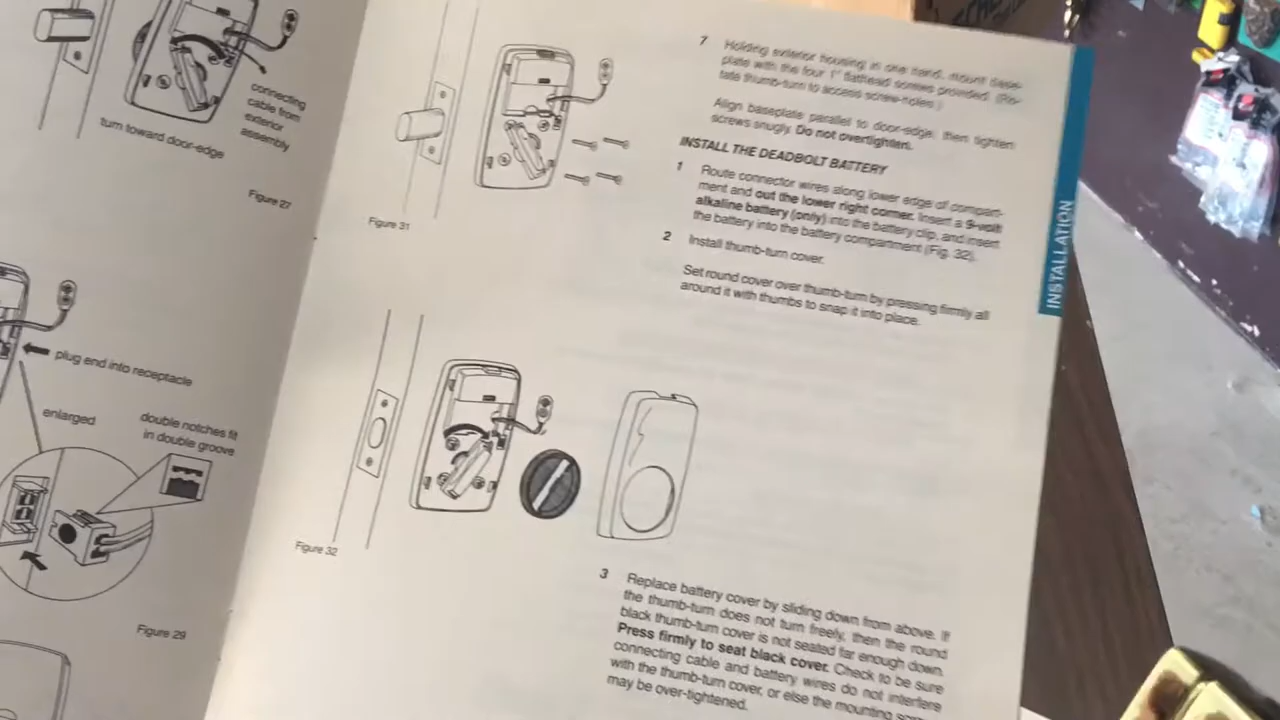 connecting
cable from
exterior
assembly
turn toward door-edge
Figure 27
plug end into receptacle
enlarged
double notches fit
in double groove
Figure 29
Figure 31
7 Holding exterior housing in one hand, mount base-
plate with the four 1" flathead screws provided. (Ro-
tate thumb-turn to access screw-holes.)
Align baseplate parallel to door-edge, then tighten
screws snugly. Do not overtighten.
INSTALL THE DEADBOLT BATTERY
1 Route connector wires along lower edge of compart-
ment and out the lower right corner. Insert a 9-volt
alkaline battery (only) into the battery clip, and insert
the battery into the battery compartment (Fig. 32).
2 Install thumb-turn cover.
Set round cover over thumb-turn by pressing firmly all
around it with thumbs to snap it into place.
Figure 32
3 Replace battery cover by sliding down from above. If
the thumb-turn does not turn freely, then the round
black thumb-turn cover is not seated far enough down.
Press firmly to seat black cover. Check to be sure
connecting cable and battery wires do not interfere
with the thumb-turn cover, or else the mounting
may be over-tightened.
INSTALLATION